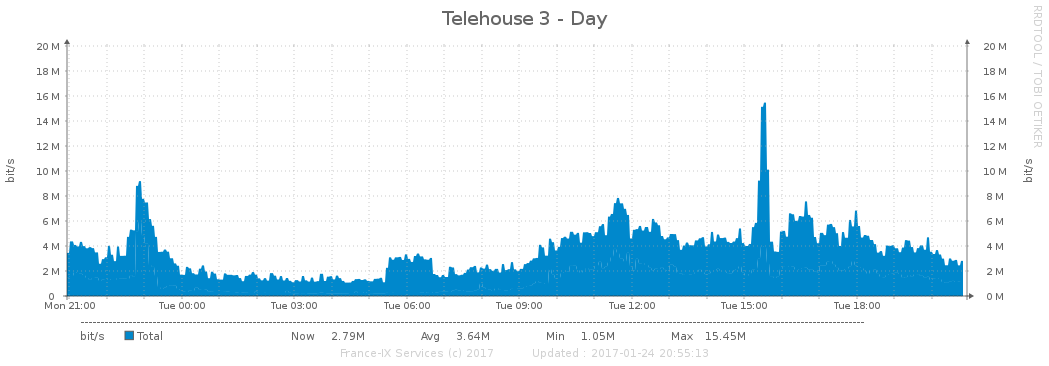 Telehouse 3 - Day
RRDTOOL / TOBI OETIKER
bit/s
20 M 20 M
18 M 18 M
16 M 16 M
14 M 14 M
12 M 12 M
10 M 10 M
8 M 8 M
6 M 6 M
4 M 4 M
2 M 2 M
0 0 M
bit/s
Mon 21:00 Tue 00:00 Tue 03:00 Tue 06:00 Tue 09:00 Tue 12:00 Tue 15:00 Tue 18:00
bit/s Total Now 2.79M Avg 3.64M Min 1.05M Max 15.45M
France-IX Services (c) 2017 Updated : 2017-01-24 20:55:13